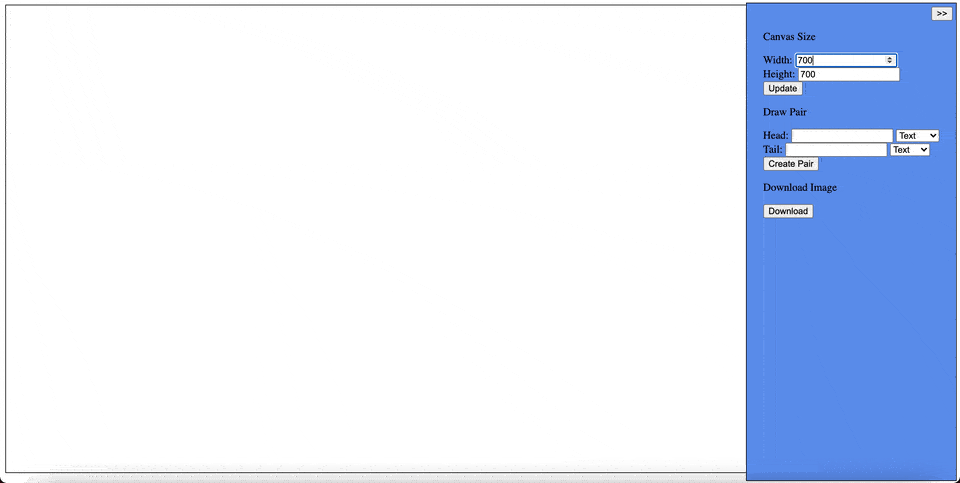 >>
Canvas Size
Width: 700
Height: 700
Update
Draw Pair
Head: Text
Tail: Text
Create Pair
Download Image
Download